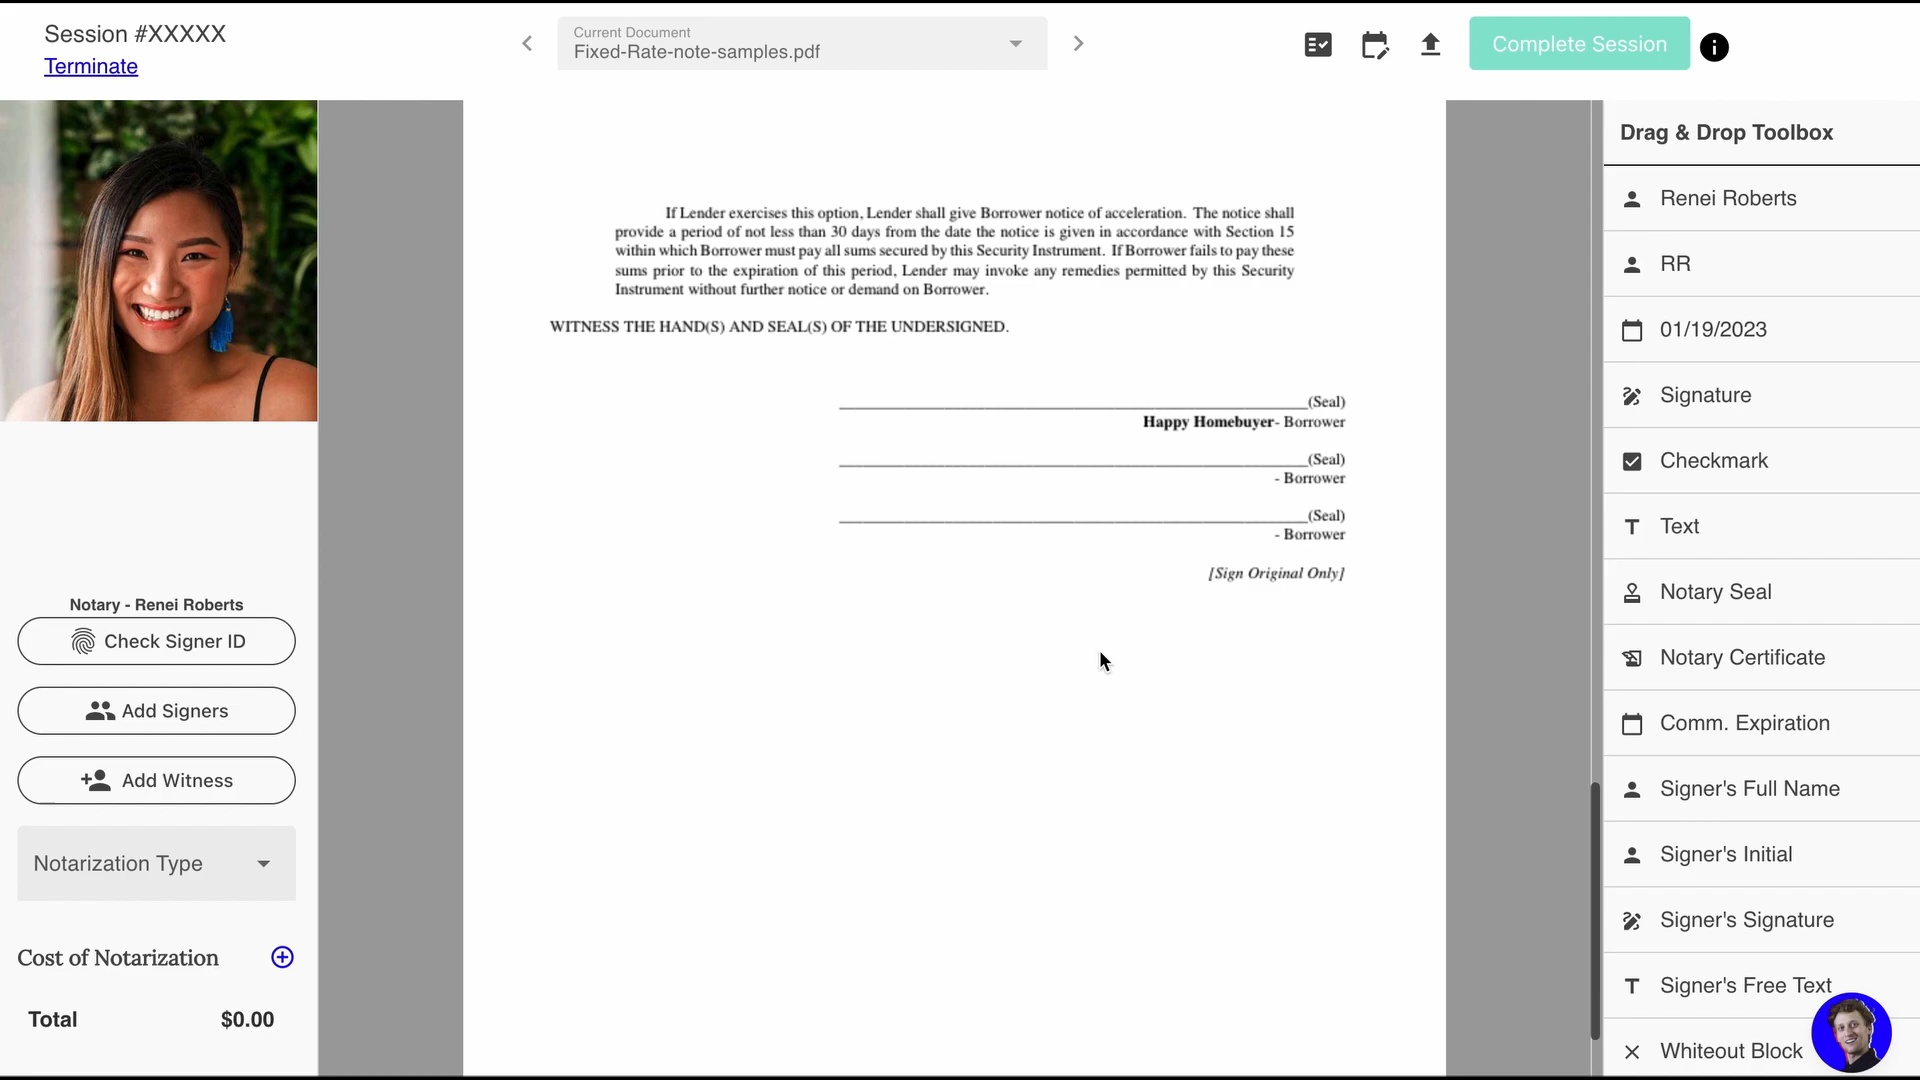 Session #XXXXX
Terminate
Current Document
Fixed-Rate-note-samples.pdf
Complete Session
If Lender exercises this option, Lender shall give Borrower notice of acceleration. The notice shall
provide a period of not less than 30 days from the date the notice is given in accordance with Section 15
within which Borrower must pay all sums secured by this Security Instrument. If Borrower fails to pay these
sums prior to the expiration of this period, Lender may invoke any remedies permitted by this Security
Instrument without further notice or demand on Borrower.
WITNESS THE HAND(S) AND SEAL(S) OF THE UNDERSIGNED.
(Seal)
Happy Homebuyer- Borrower
(Seal)
- Borrower
(Seal)
- Borrower
[Sign Original Only]
Notary - Renei Roberts
Check Signer ID
Add Signers
Add Witness
Notarization Type
Cost of Notarization
Total $0.00
Drag & Drop Toolbox
Renei Roberts
RR
01/19/2023
Signature
Checkmark
Text
Notary Seal
Notary Certificate
Comm. Expiration
Signer's Full Name
Signer's Initial
Signer's Signature
Signer's Free Text
Whiteout Block